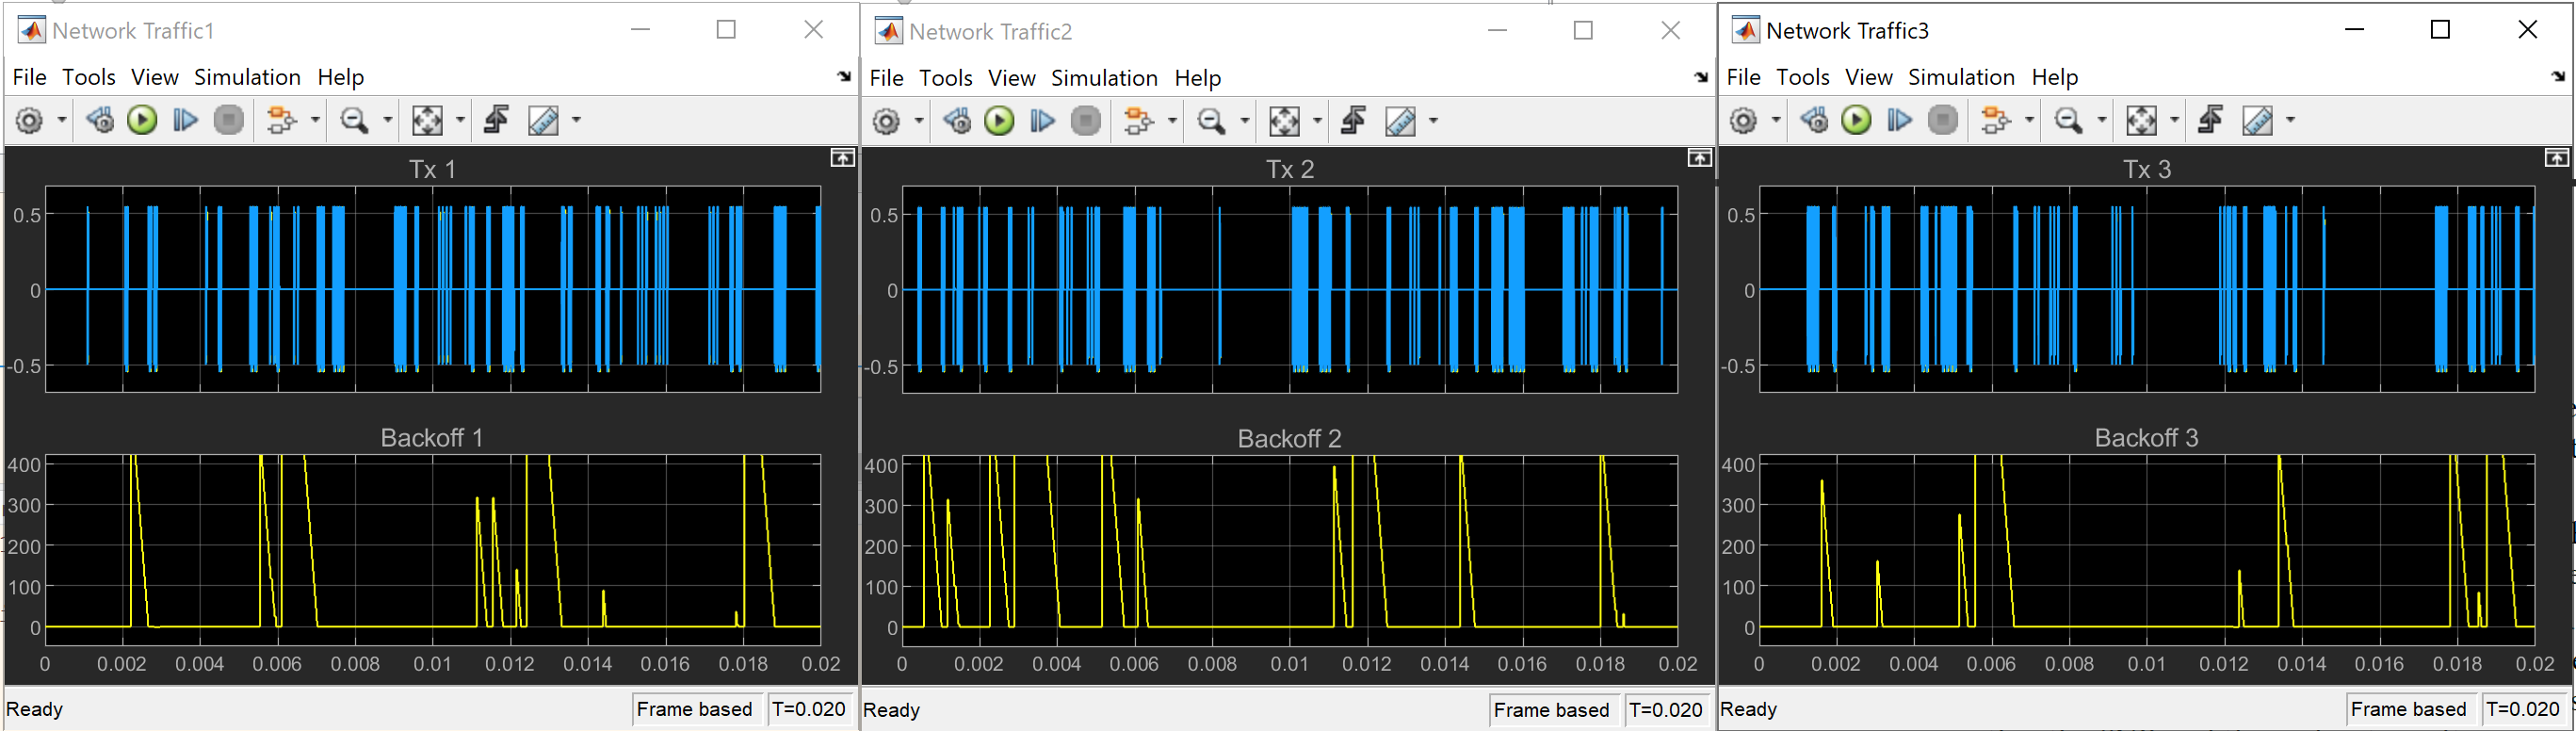 Network Traffic1
File Tools View Simulation Help
Tx 1
0.5
0
-0.5
Backoff 1
400
300
200
100
0
0 0.002 0.004 0.006 0.008 0.01 0.012 0.014 0.016 0.018 0.02
Ready Frame based T=0.020
Network Traffic2
File Tools View Simulation Help
Tx 2
0.5
0
-0.5
Backoff 2
400
300
200
100
0
0 0.002 0.004 0.006 0.008 0.01 0.012 0.014 0.016 0.018 0.02
Ready Frame based T=0.020
Network Traffic3
File Tools View Simulation Help
Tx 3
0.5
0
-0.5
Backoff 3
400
300
200
100
0
0 0.002 0.004 0.006 0.008 0.01 0.012 0.014 0.016 0.018 0.02
Ready Frame based T=0.020